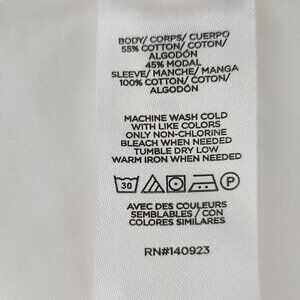 BODY/ CORPS/ CUERPO
55% COTTON/ COTON/
ALGODÓN
45% MODAL
SLEEVE/ MANCHE/ MANGA
100% COTTON/ COTON/
ALGODÓN
MACHINE WASH COLD
WITH LIKE COLORS
ONLY NON-CHLORINE
BLEACH WHEN NEEDED
TUMBLE DRY LOW
WARM IRON WHEN NEEDED
30 P
AVEC DES COULEURS
SEMBLABLES / CON
COLORES SIMILARES
RN#140923